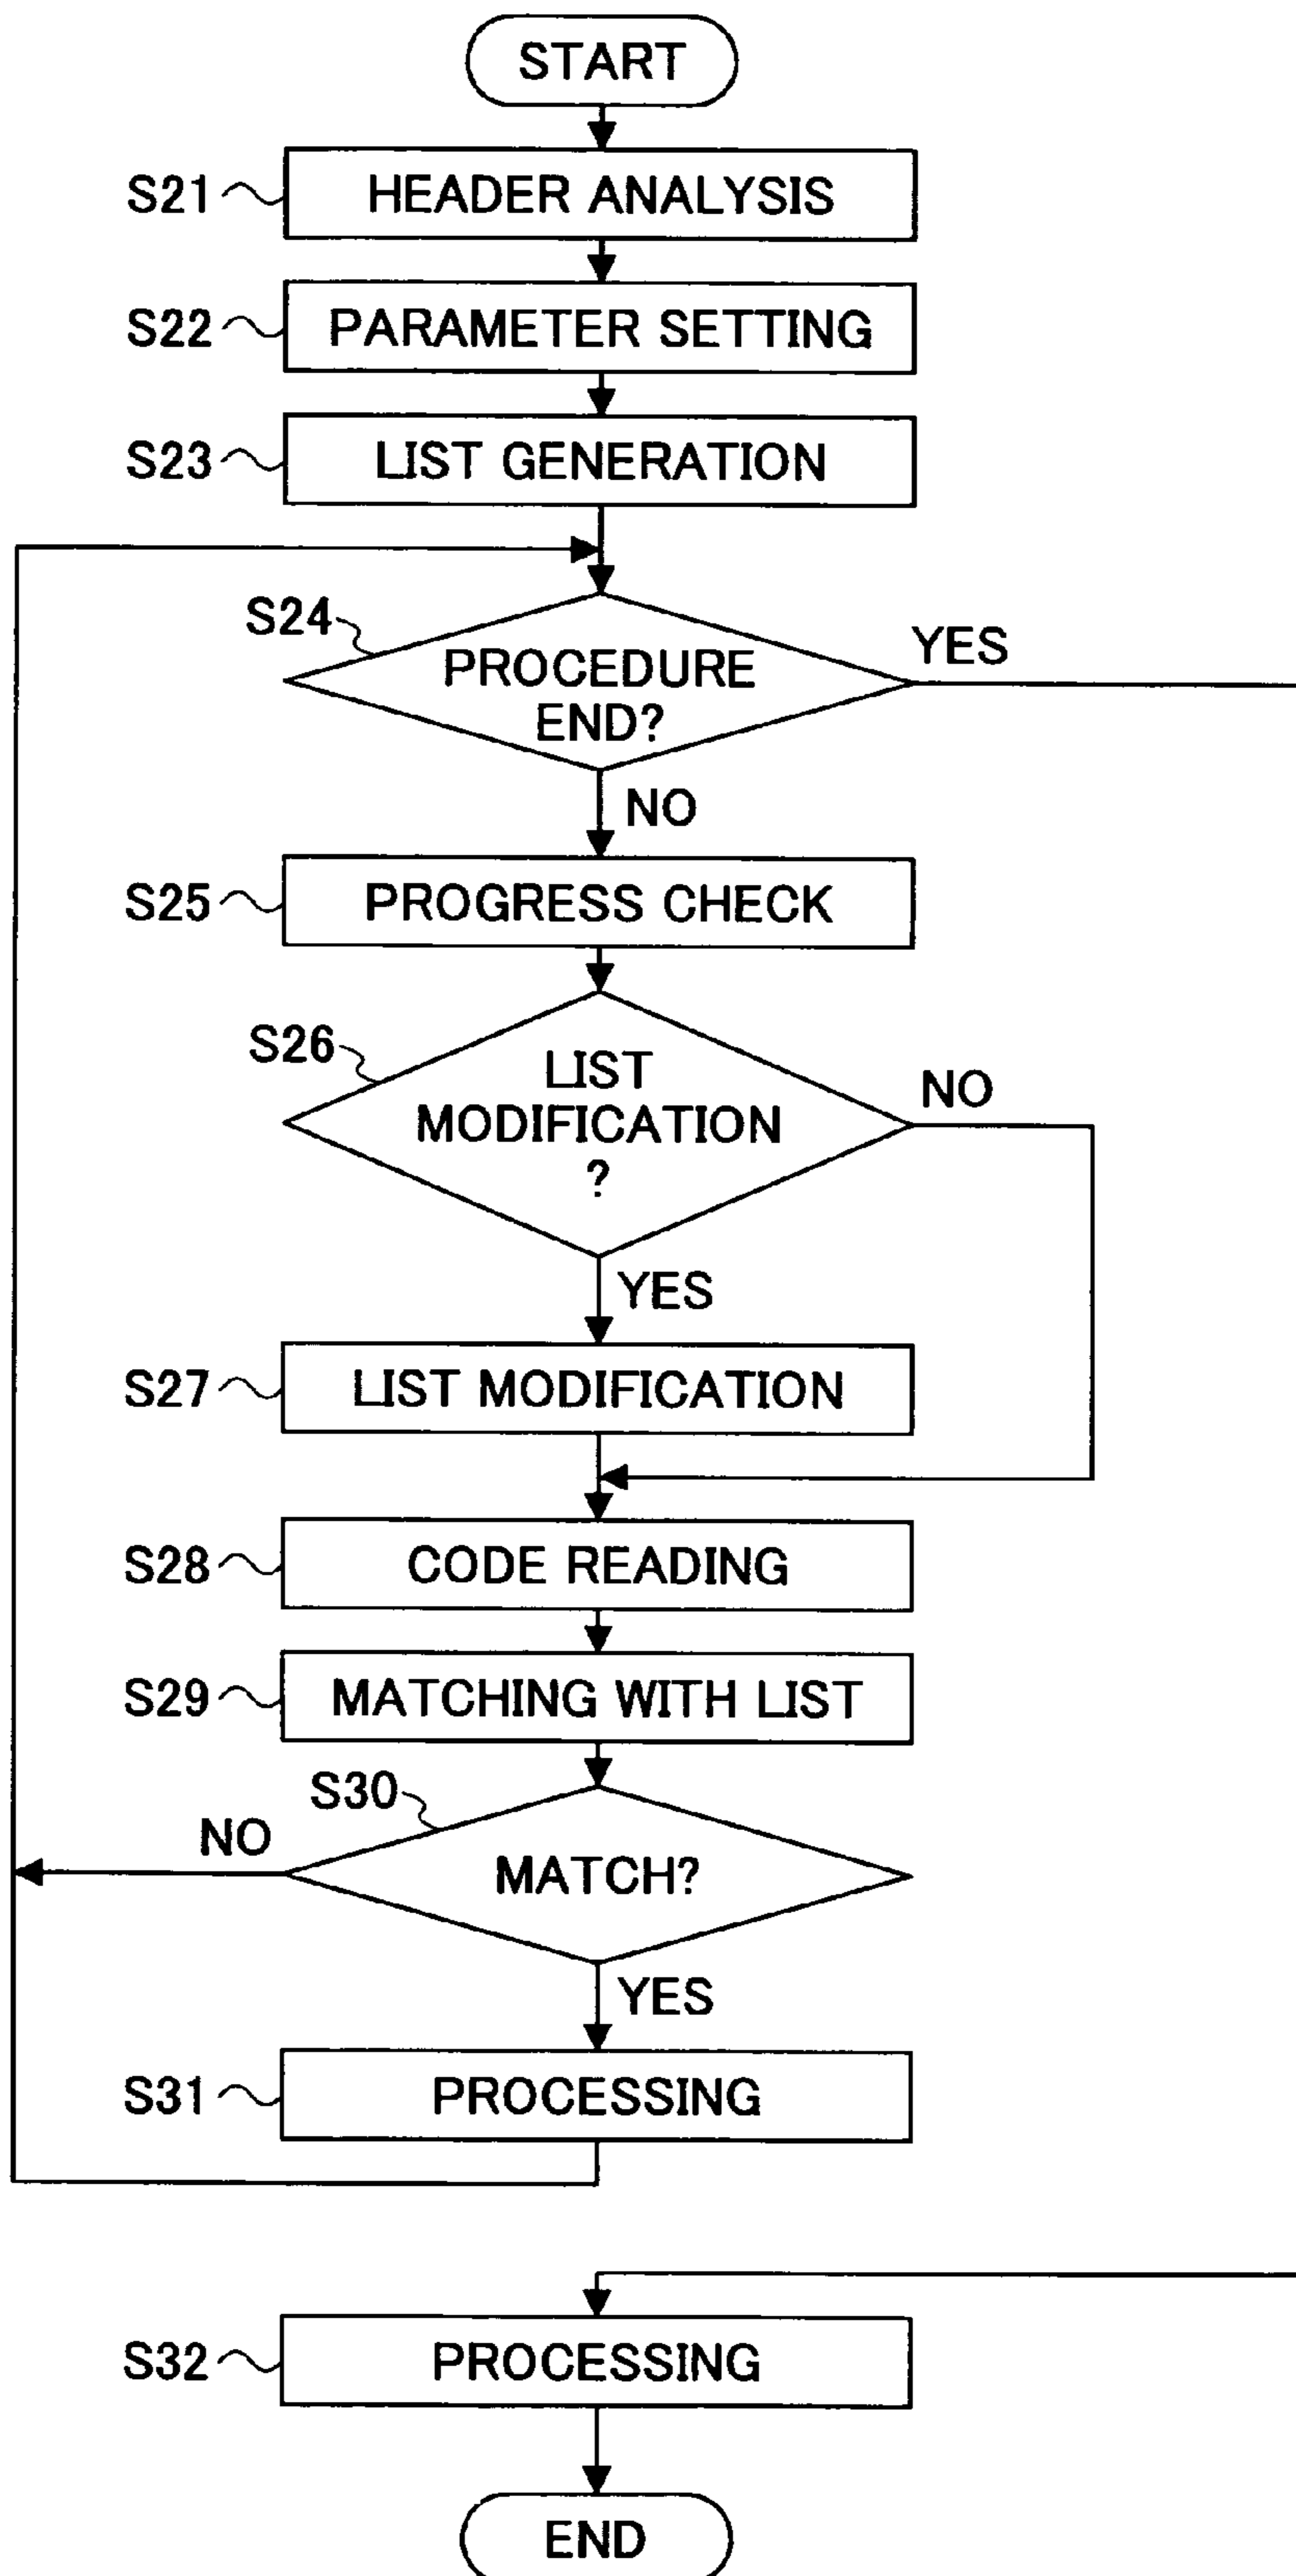 START
S21 HEADER ANALYSIS
S22 PARAMETER SETTING
S23 LIST GENERATION
S24
PROCEDURE
END?
YES
NO
S25 PROGRESS CHECK
S26
LIST
MODIFICATION
?
NO
YES
S27 LIST MODIFICATION
S28 CODE READING
S29 MATCHING WITH LIST
S30
NO
MATCH?
YES
S31 PROCESSING
S32 PROCESSING
END